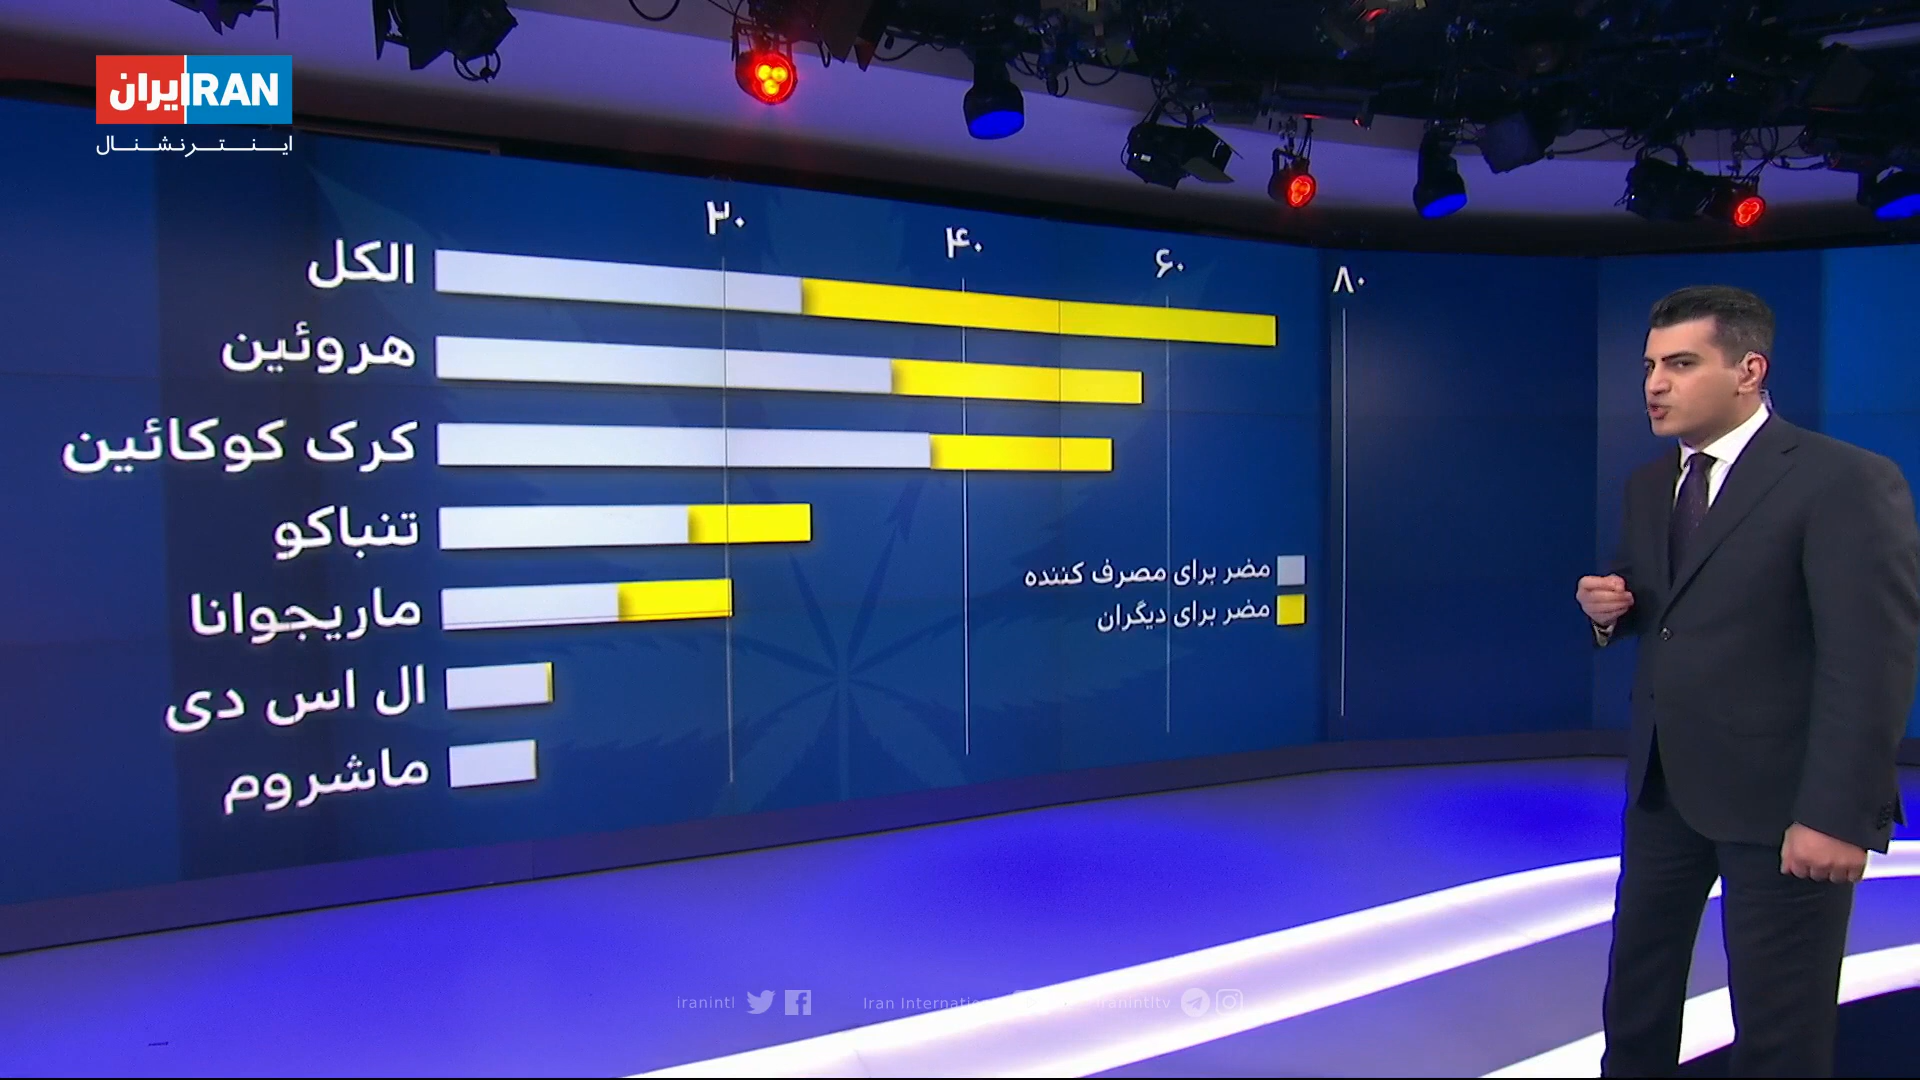 ایران IRAN
اینترنشنال
۲۰ ۴۰ ۶۰ ۸۰
الکل
هروئین
کرک کوکائین
تنباکو
ماریجوانا
ال اس دی
ماشروم
مضر برای مصرف کننده
مضر برای دیگران
iranintl
Iran International
iranintltv